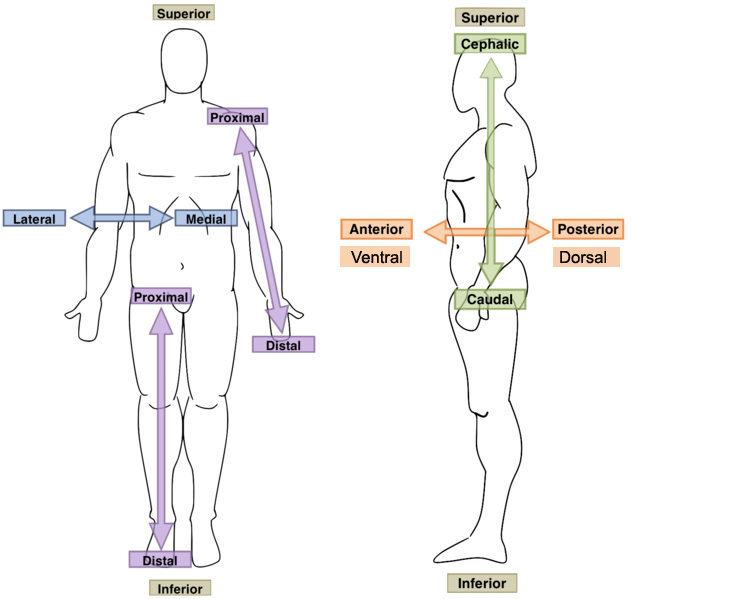 Superior
Proximal
Lateral
Medial
Proximal
Distal
Distal
Inferior
Superior
Cephalic
Anterior
Posterior
Ventral
Dorsal
Caudal
Inferior